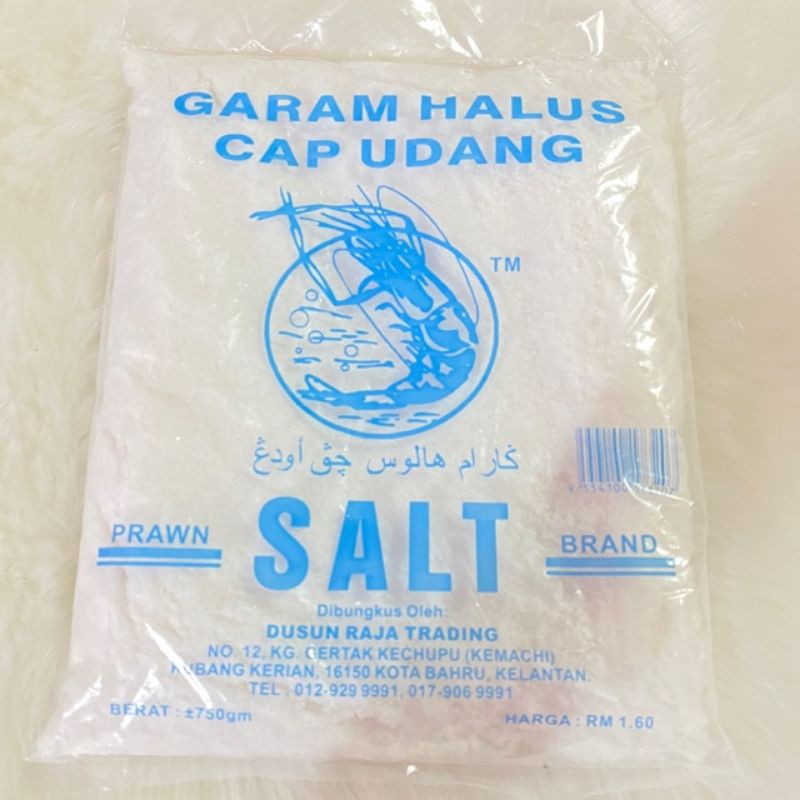 GARAM HALUS
CAP UDANG
TM
ڬارام هالوس چڤ أودڠ
PRAWN SALT BRAND
Dibungkus Oleh:
DUSUN RAJA TRADING
NO. 12, KG. GERTAK KECHUPU (KEMACHI)
KUBANG KERIAN, 16150 KOTA BAHRU, KELANTAN.
TEL : 012-929 9991, 017-906 9991
BERAT : ±750gm HARGA : RM 1.60